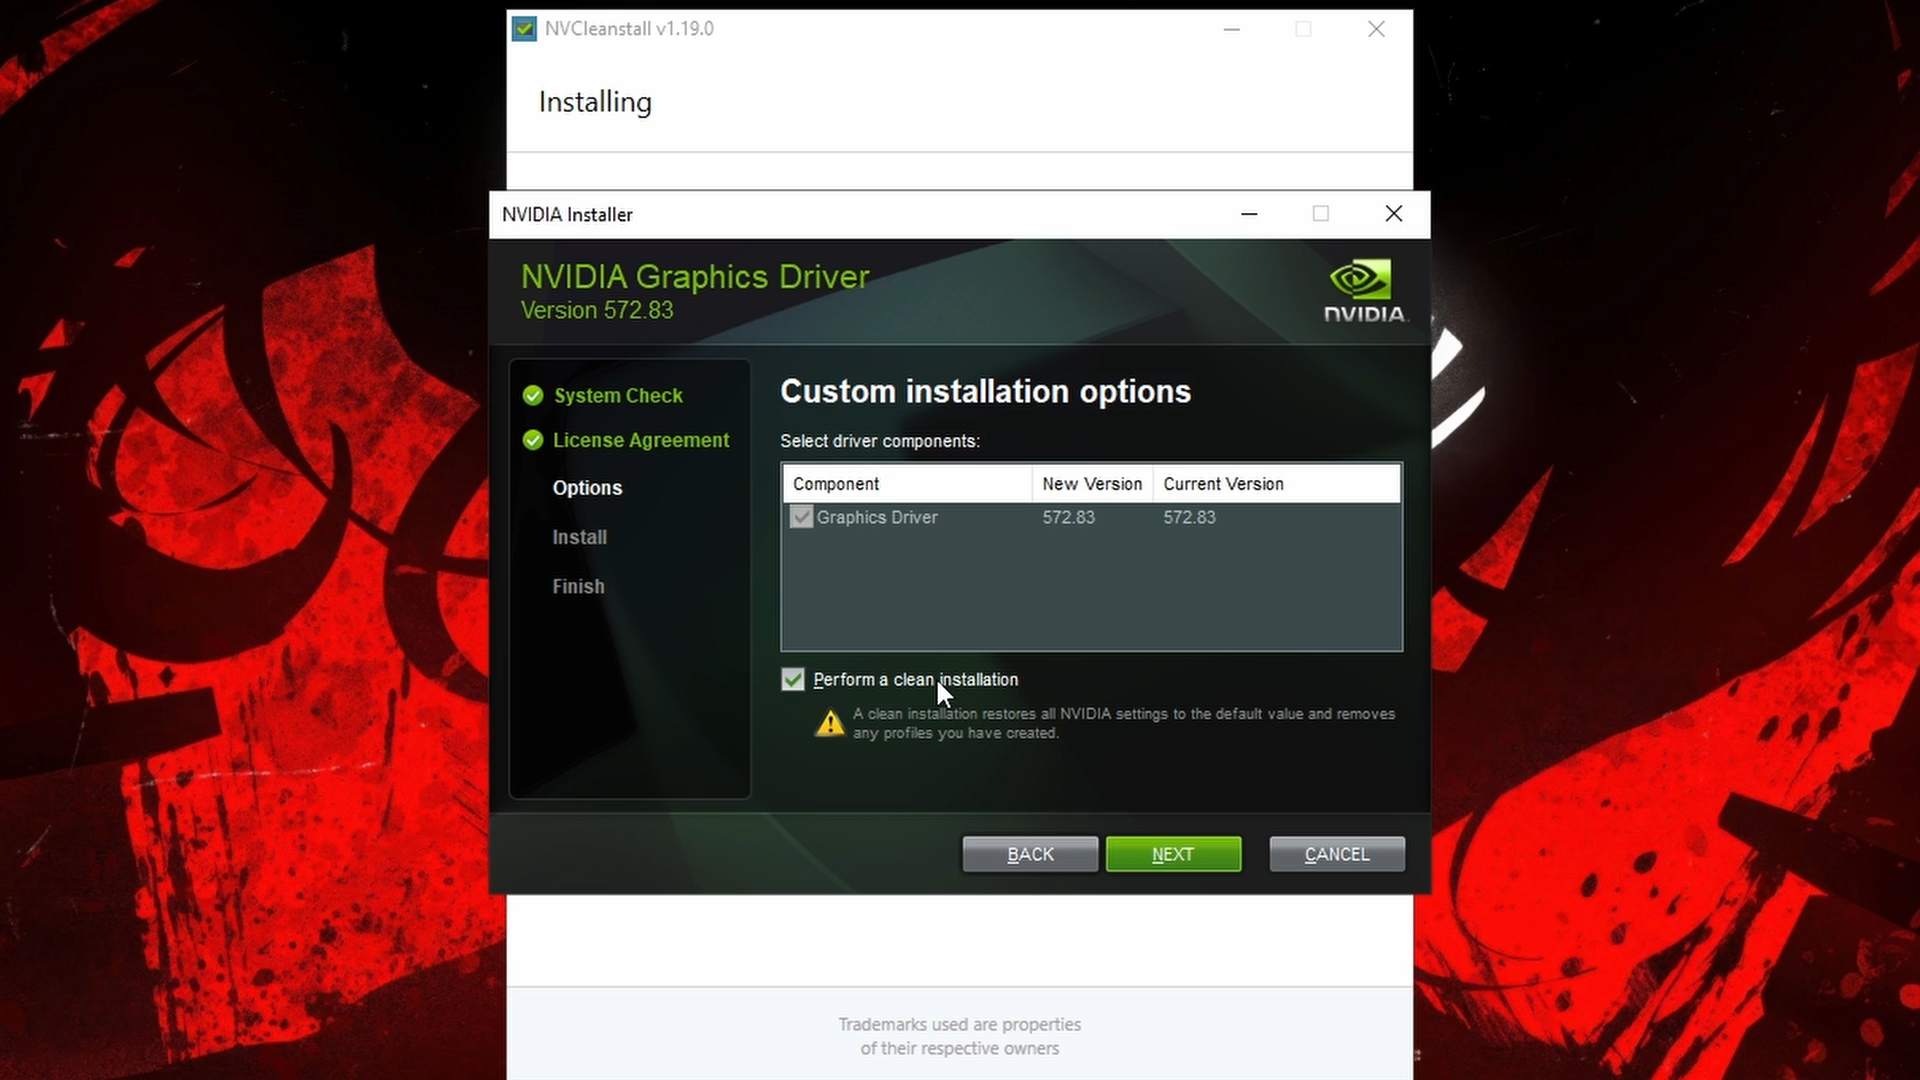 NVCleanstall v1.19.0
Installing
NVIDIA Installer
NVIDIA Graphics Driver
Version 572.83
NVIDIA
System Check
License Agreement
Options
Install
Finish
Custom installation options
Select driver components:
Component New Version Current Version
Graphics Driver 572.83 572.83
Perform a clean installation
A clean installation restores all NVIDIA settings to the default value and removes
any profiles you have created.
BACK NEXT CANCEL
Trademarks used are properties
of their respective owners